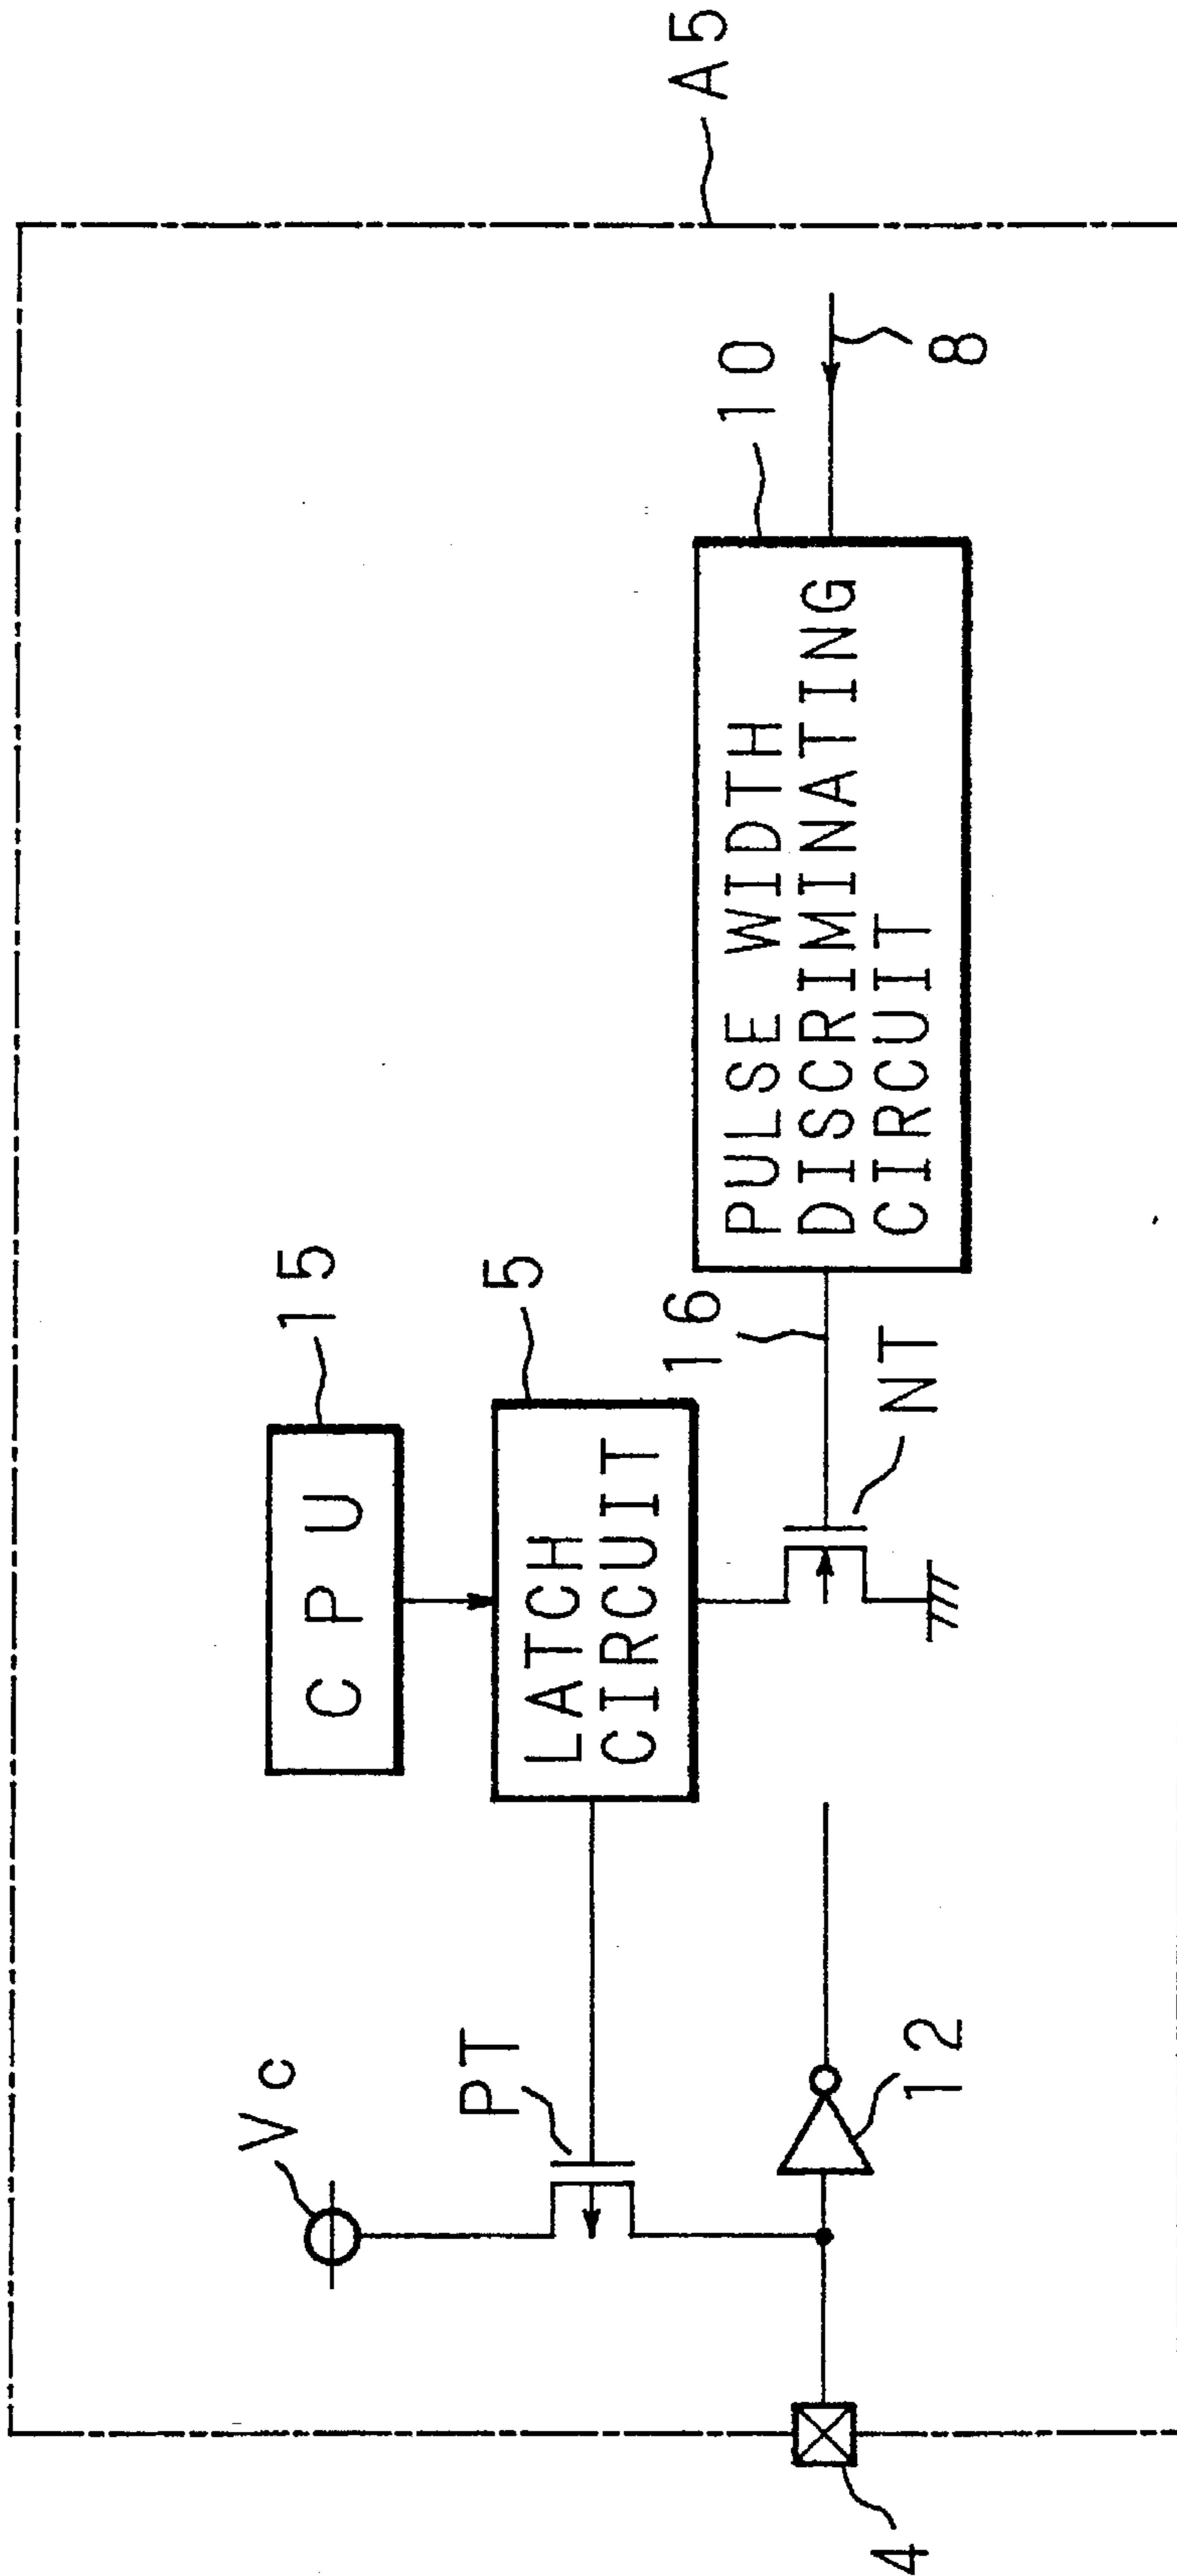 A5
Vc
CPU
15
PT
LATCH
CIRCUIT
5
16
PULSE WIDTH
DISCRIMINATING
CIRCUIT
10
8
NT
12
4